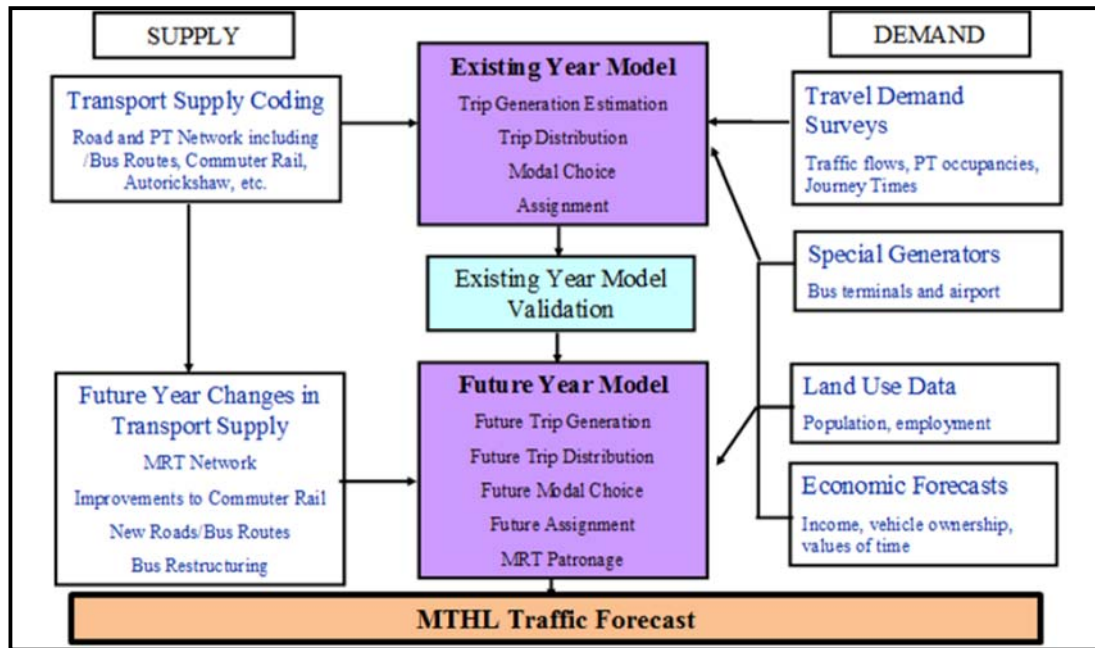 SUPPLY
DEMAND
Transport Supply Coding
Road and PT Network including
/Bus Routes, Commuter Rail,
Autorickshaw, etc.
Existing Year Model
Trip Generation Estimation
Trip Distribution
Modal Choice
Assignment
Travel Demand
Surveys
Traffic flows, PT occupancies,
Journey Times
Special Generators
Bus terminals and airport
Existing Year Model
Validation
Future Year Changes in
Transport Supply
MRT Network
Improvements to Commuter Rail
New Roads/Bus Routes
Bus Restructuring
Future Year Model
Future Trip Generation
Future Trip Distribution
Future Modal Choice
Future Assignment
MRT Patronage
Land Use Data
Population, employment
Economic Forecasts
Income, vehicle ownership,
values of time
MTHL Traffic Forecast